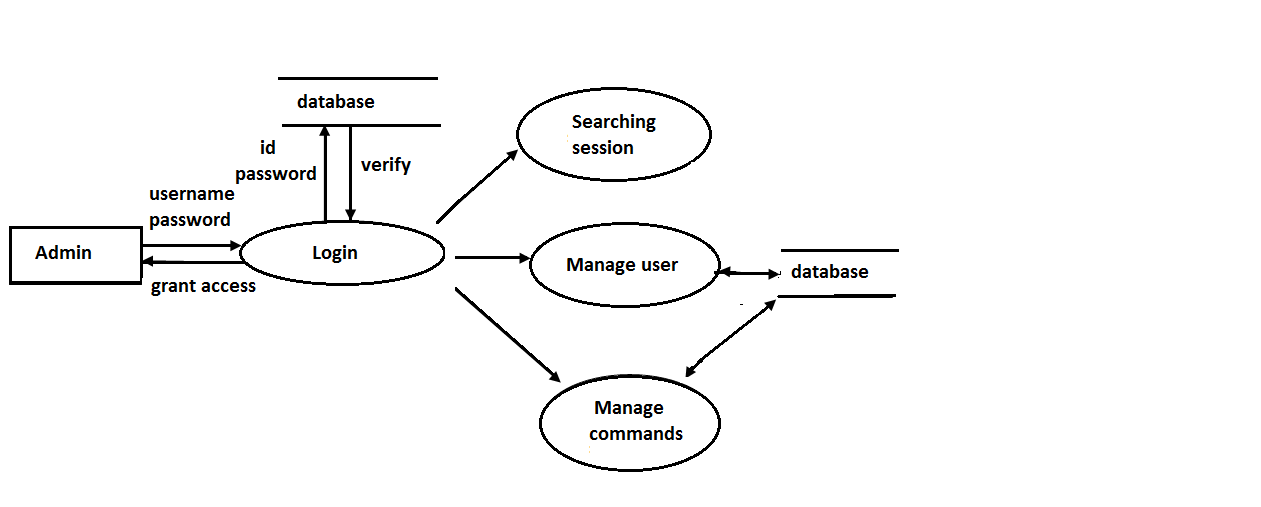 database
id
password
verify
username
password
Admin
Login
grant access
Searching
session
Manage user
database
Manage
commands